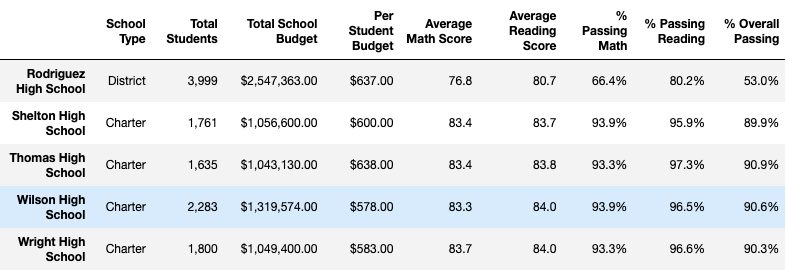 School Type Total Students Total School Budget Per Student Budget Average Math Score Average Reading Score % Passing Math % Passing Reading % Overall Passing
Rodriguez High School District 3,999 $2,547,363.00 $637.00 76.8 80.7 66.4% 80.2% 53.0%
Shelton High School Charter 1,761 $1,056,600.00 $600.00 83.4 83.7 93.9% 95.9% 89.9%
Thomas High School Charter 1,635 $1,043,130.00 $638.00 83.4 83.8 93.3% 97.3% 90.9%
Wilson High School Charter 2,283 $1,319,574.00 $578.00 83.3 84.0 93.9% 96.5% 90.6%
Wright High School Charter 1,800 $1,049,400.00 $583.00 83.7 84.0 93.3% 96.6% 90.3%